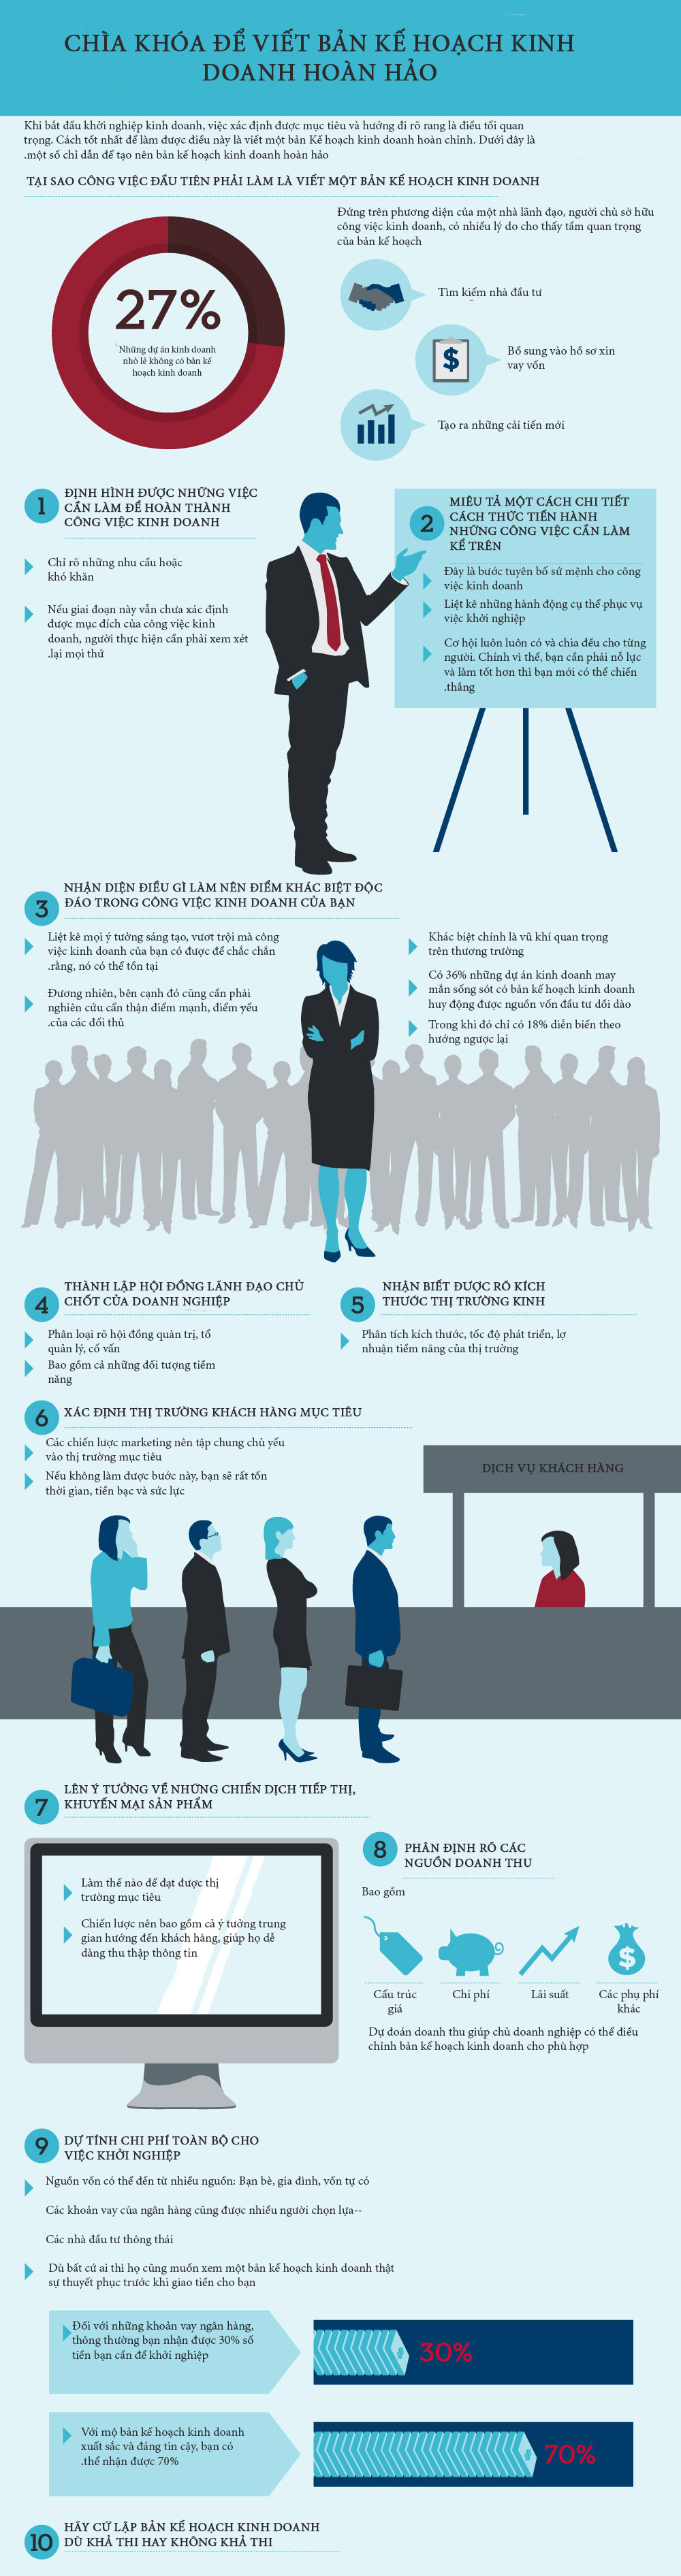 CHÌA KHÓA ĐỂ VIẾT BẢN KẾ HOẠCH KINH
DOANH HOÀN HẢO
Khi bắt đầu khởi nghiệp kinh doanh, việc xác định được mục tiêu và hướng đi rõ rang là điều tối quan
trọng. Cách tốt nhất để làm được điều này là viết một bản Kế hoạch kinh doanh hoàn chỉnh. Dưới đây là
.một số chỉ dẫn để tạo nên bản kế hoạch kinh doanh hoàn hảo
TẠI SAO CÔNG VIỆC ĐẦU TIÊN PHẢI LÀM LÀ VIẾT MỘT BẢN KẾ HOẠCH KINH DOANH
27%
Những dự án kinh doanh
nhỏ lẻ không có bản kế
hoạch kinh doanh
Đứng trên phương diện của một nhà lãnh đạo, người chủ sở hữu
công việc kinh doanh, có nhiều lý do cho thấy tầm quan trọng
của bản kế hoạch
Tìm kiếm nhà đầu tư
$
Bổ sung vào hồ sơ xin
vay vốn
Tạo ra những cải tiến mới
1
ĐỊNH HÌNH ĐƯỢC NHỮNG VIỆC
CẦN LÀM ĐỂ HOÀN THÀNH
CÔNG VIỆC KINH DOANH
Chỉ rõ những nhu cầu hoặc
khó khăn
Nếu giai đoạn này vẫn chưa xác định
được mục đích của công việc kinh
doanh, người thực hiện cần phải xem xét
.lại mọi thứ
2
MIÊU TẢ MỘT CÁCH CHI TIẾT
CÁCH THỨC TIẾN HÀNH
NHỮNG CÔNG VIỆC CẦN LÀM
KỂ TRÊN
Đây là bước tuyên bố sứ mệnh cho công
việc kinh doanh
Liệt kê những hành động cụ thể phục vụ
việc khởi nghiệp
Cơ hội luôn luôn có và chia đều cho từng
người. Chính vì thế, bạn cần phải nỗ lực
và làm tốt hơn thì bạn mới có thể chiến
.thắng
3
NHẬN DIỆN ĐIỀU GÌ LÀM NÊN ĐIỂM KHÁC BIỆT ĐỘC
ĐÁO TRONG CÔNG VIỆC KINH DOANH CỦA BẠN
Liệt kê mọi ý tưởng sáng tạo, vươt trội mà công
việc kinh doanh của bạn có được để chắc chắn
.rằng, nó có thể tồn tại
Đương nhiên, bên cạnh đó cũng cần phải
nghiên cứu cẩn thận điểm mạnh, điểm yếu
.của các đối thủ
Khác biệt chính là vũ khí quan trọng
trên thương trường
Có 36% những dự án kinh doanh may
mắn sống sót có bản kế hoạch kinh doanh
huy động được nguồn vốn đầu tư dồi dào
Trong khi đó chỉ có 18% diễn biến theo
hướng ngược lại
4
THÀNH LẬP HỘI ĐỒNG LÃNH ĐẠO CHỦ
CHỐT CỦA DOANH NGHIỆP
Phân loại rõ hội đồng quản trị, tổ
quản lý, cố vấn
Bao gồm cả những đối tượng tiềm
năng
5
NHẬN BIẾT ĐƯỢC RÕ KÍCH
THƯỚC THỊ TRƯỜNG KINH
Phân tích kích thước, tốc độ phát triển, lợ
nhuận tiềm năng của thị trường
6
XÁC ĐỊNH THỊ TRƯỜNG KHÁCH HÀNG MỤC TIÊU
Các chiến lược marketing nên tập chung chủ yếu
vào thị trường mục tiêu
Nếu không làm được bước này, bạn sẽ rất tốn
thời gian, tiền bạc và sức lực
DỊCH VỤ KHÁCH HÀNG
7
LÊN Ý TƯỞNG VỀ NHỮNG CHIẾN DỊCH TIẾP THỊ,
KHUYẾN MẠI SẢN PHẨM
Làm thế nào để đạt được thị
trường mục tiêu
Chiến lược nên bao gồm cả ý tưởng trung
gian hướng đến khách hàng, giúp họ dễ
dàng thu thập thông tin
8
PHÂN ĐỊNH RÕ CÁC
NGUỒN DOANH THU
Bao gồm
$
Cấu trúc
giá
Chi phí
Lãi suất
Các phụ phí
khác
Dự đoán doanh thu giúp chủ doanh nghiệp có thể điều
chỉnh bản kế hoạch kinh doanh cho phù hợp
9
DỰ TÍNH CHI PHÍ TOÀN BỘ CHO
VIỆC KHỞI NGHIỆP
Nguồn vốn có thể đến từ nhiều nguồn: Bạn bè, gia đình, vốn tự có
Các khoản vay của ngân hàng cũng được nhiều người chọn lựa--
Các nhà đầu tư thông thái
Dù bất cứ ai thì họ cũng muốn xem một bản kế hoạch kinh doanh thật
sự thuyết phục trước khi giao tiền cho bạn
Đối với những khoản vay ngân hàng,
thông thường bạn nhận được 30% số
tiền bạn cần để khởi nghiệp
30%
Với mộ bản kế hoạch kinh doanh
xuất sắc và đáng tin cậy, bạn có
.thể nhận được 70%
70%
10
HÃY CỨ LẬP BẢN KẾ HOẠCH KINH DOANH
DÙ KHẢ THI HAY KHÔNG KHẢ THI